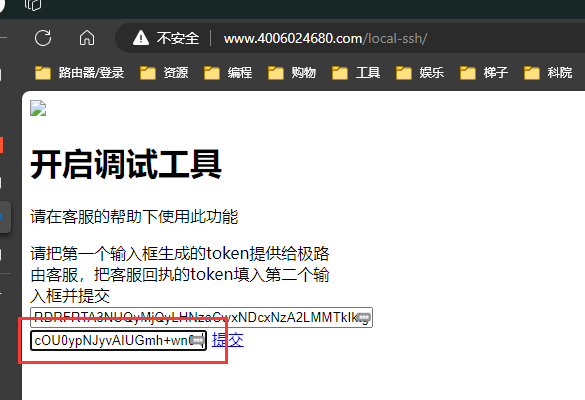 不安全 www.4006024680.com/local-ssh/
路由器/登录 资源 编程 购物 工具 娱乐 梯子 科院
开启调试工具
请在客服的帮助下使用此功能
请把第一个输入框生成的token提供给极路
由客服，把客服回执的token填入第二个输
入框并提交
提交